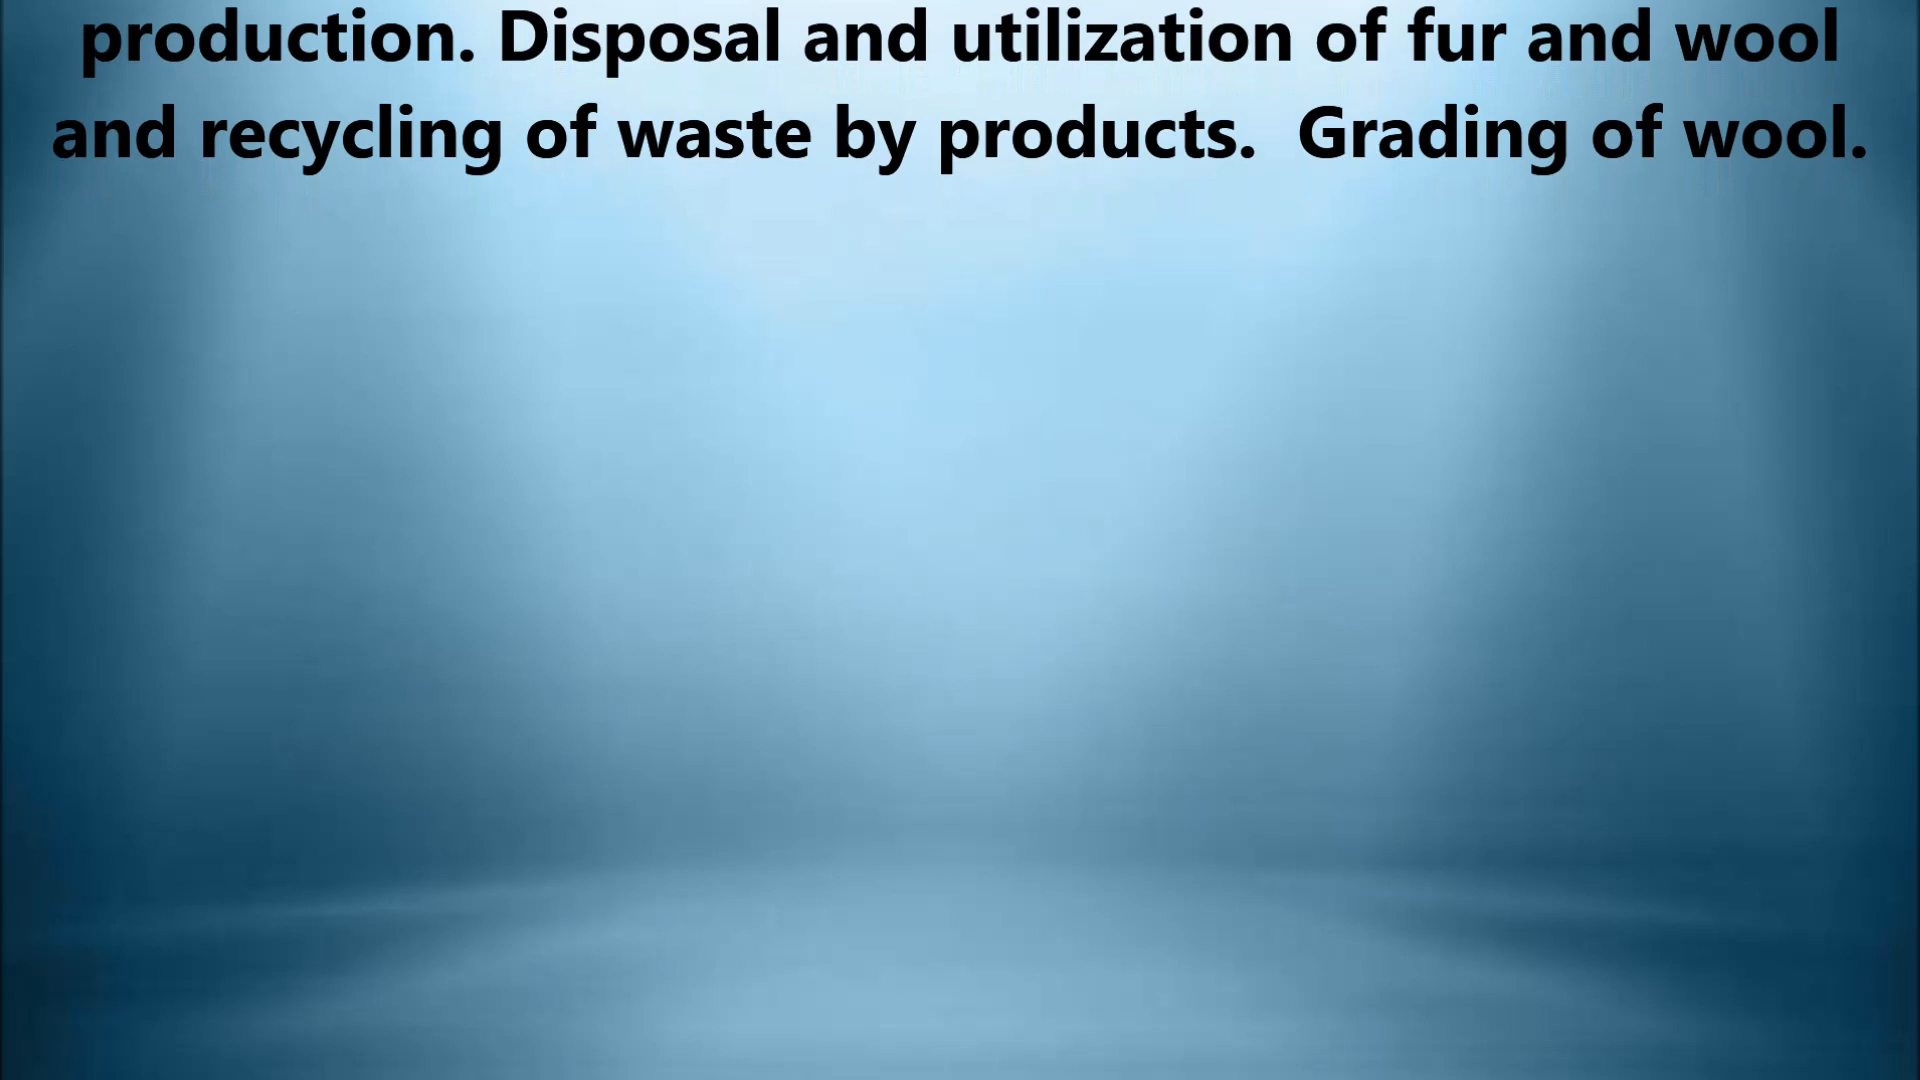 production. Disposal and utilization of fur and wool
and recycling of waste by products.  Grading of wool.